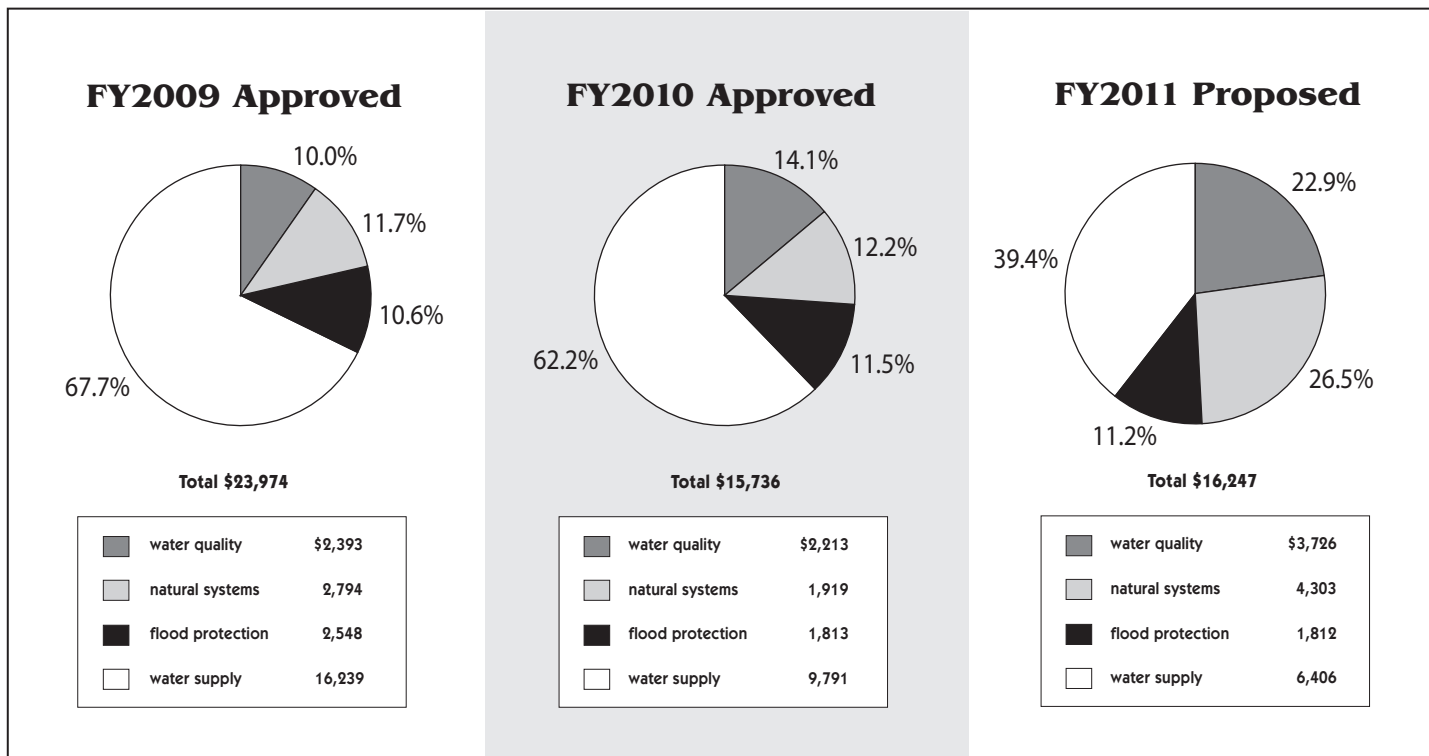 FY2009 Approved
10.0%
11.7%
10.6%
67.7%
Total $23,974
water quality $2,393
natural systems 2,794
flood protection 2,548
water supply 16,239
FY2010 Approved
14.1%
12.2%
11.5%
62.2%
Total $15,736
water quality $2,213
natural systems 1,919
flood protection 1,813
water supply 9,791
FY2011 Proposed
22.9%
26.5%
11.2%
39.4%
Total $16,247
water quality $3,726
natural systems 4,303
flood protection 1,812
water supply 6,406